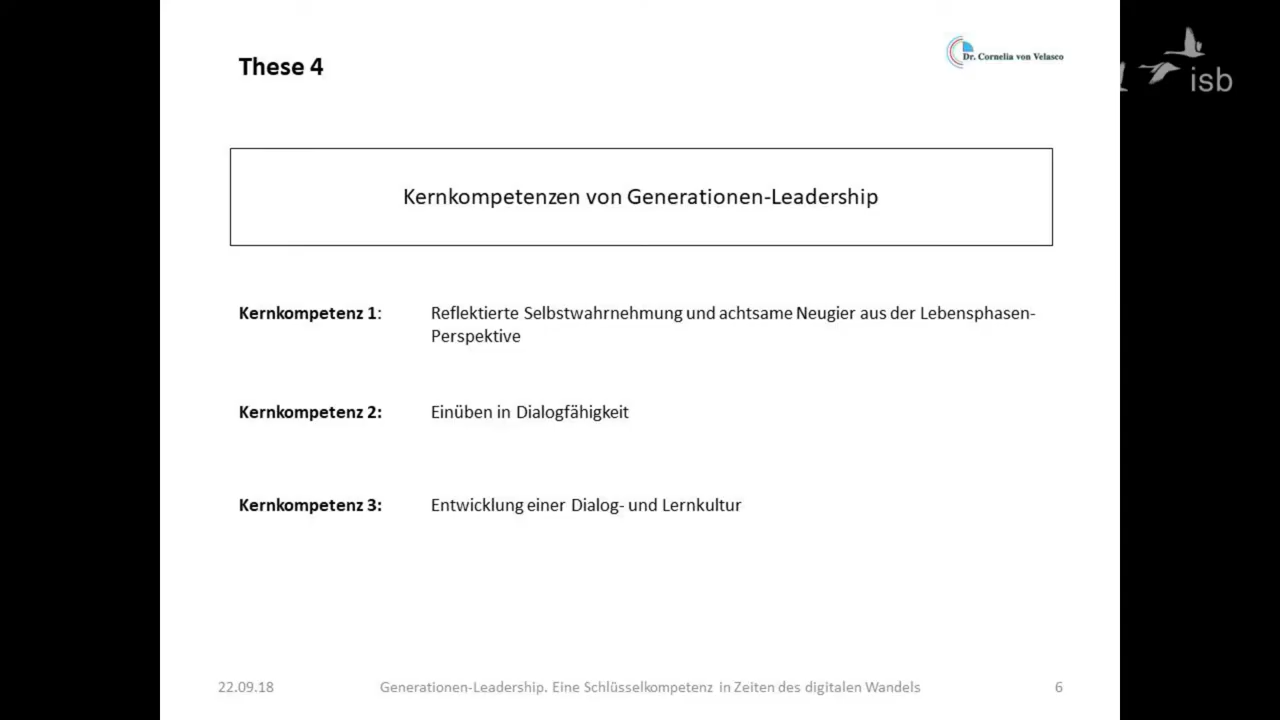 These 4
Dr. Cornelia von Velasco
isb
Kernkompetenzen von Generationen-Leadership
Kernkompetenz 1: Reflektierte Selbstwahrnehmung und achtsame Neugier aus der Lebensphasen-
Perspektive
Kernkompetenz 2: Einüben in Dialogfähigkeit
Kernkompetenz 3: Entwicklung einer Dialog- und Lernkultur
22.09.18 Generationen-Leadership. Eine Schlüsselkompetenz in Zeiten des digitalen Wandels 6